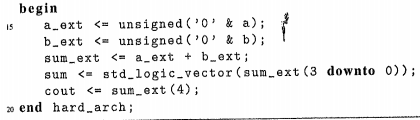 begin
15 a_ext <= unsigned('0' & a);
b_ext <= unsigned('0' & b);
sum_ext <= a_ext + b_ext;
sum <= std_logic_vector(sum_ext(3 downto 0));
cout <= sum_ext(4);
20 end hard_arch;